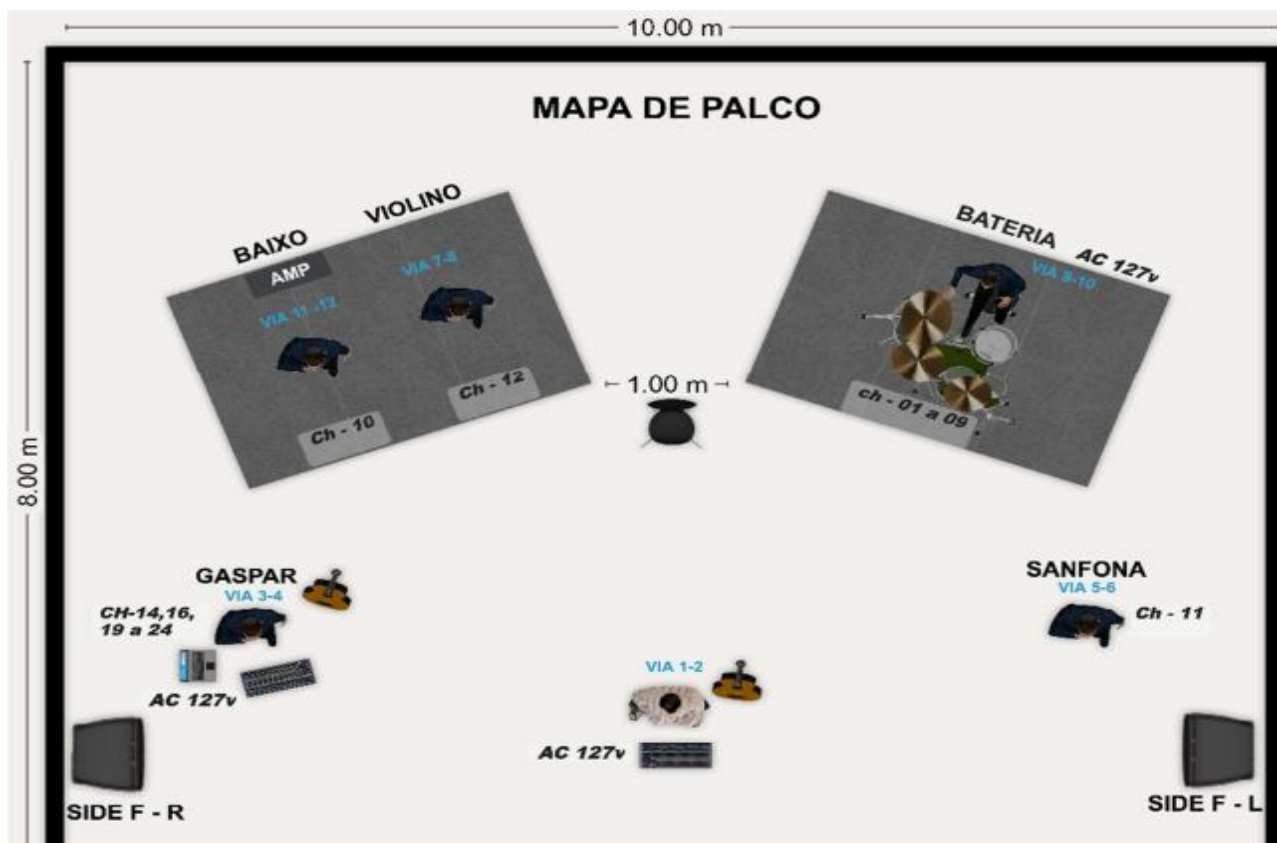 10.00 m
MAPA DE PALCO
8.00 m
BAIXO
VIOLINO
AMP
VIA 11 -12
VIA 7-8
Ch - 10
Ch - 12
1.00 m
BATERIA
AC 127v
VIA 9-10
ch - 01 a 09 .
GASPAR
VIA 3-4
CH-14,16,
19 a 24
AC 127v
VIA 1-2
AC 127v
SANFONA
VIA 5-6
Ch - 11
SIDE F - R
SIDE F - L